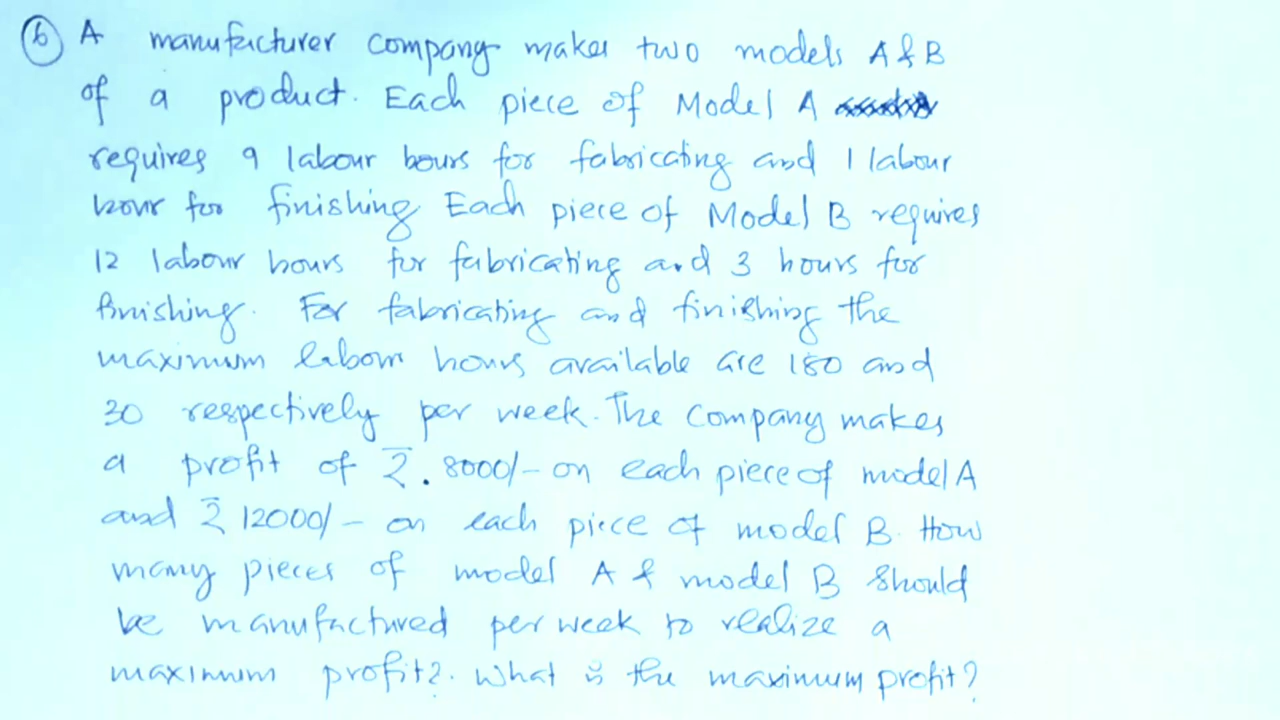 6 A manufacturer company makes two models A & B
of a product. Each piece of Model A
requires 9 labour hours for fabricating and 1 labour
hour for finishing Each piece of Model B requires
12 labour hours for fabricating and 3 hours for
finishing. For fabricating and finishing the
maximum labour hours available are 180 and
30 respectively per week. The company makes
a profit of ₹. 8000/- on each piece of model A
and ₹ 12000/- on each piece of model B. How
many pieces of model A & model B should
be manufactured per week to realize a
maximum profit?. What is the maximum profit?